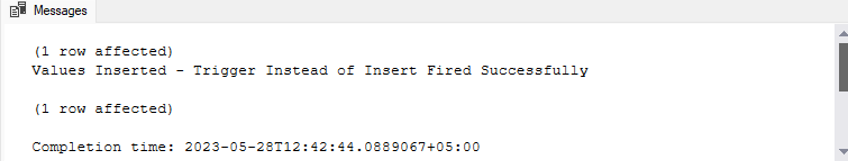 Messages
(1 row affected)
Values Inserted - Trigger Instead of Insert Fired Successfully
(1 row affected)
Completion time: 2023-05-28T12:42:44.0889067+05:00